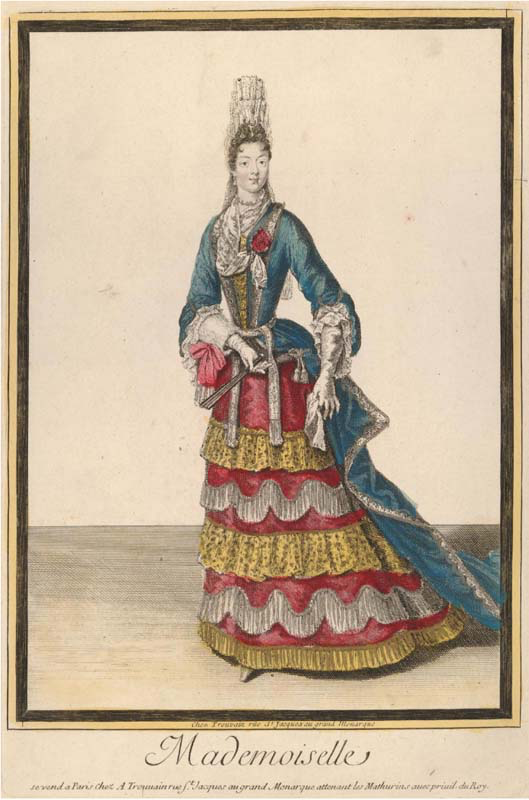 Chez Trouvain rue St. Jacques au grand Monarque
Mademoiselle
se vend a Paris Chez A Trouvain rue St. Jacques au grand Monarque attenant les Mathurins avec privil. du Roy.